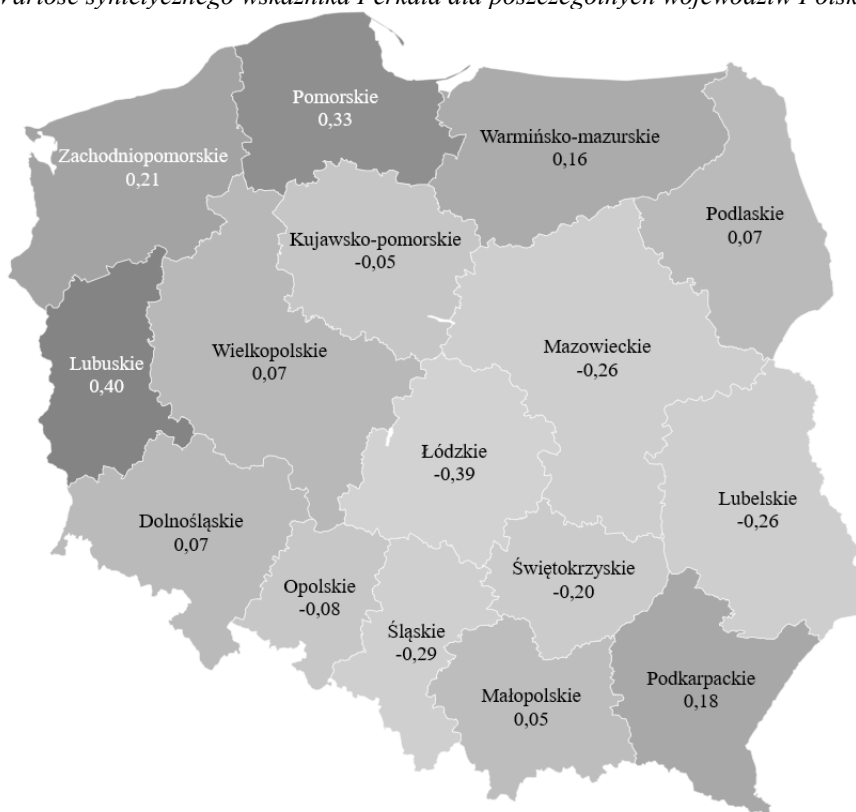 Wartość syntetycznego wskaźnika Perkala dla poszczególnych województw Polsk
Pomorskie
0,33
Warmińsko-mazurskie
0,16
Zachodniopomorskie
0,21
Podlaskie
0,07
Kujawsko-pomorskie
-0,05
Mazowieckie
-0,26
Wielkopolskie
0,07
Lubuskie
0,40
Łódzkie
-0,39
Lubelskie
-0,26
Dolnośląskie
0,07
Świętokrzyskie
-0,20
Opolskie
-0,08
Śląskie
-0,29
Podkarpackie
0,18
Małopolskie
0,05